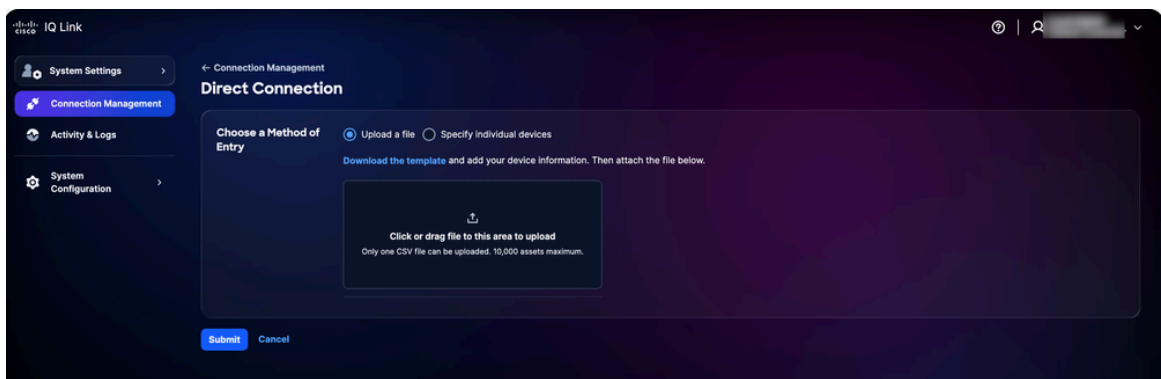 cisco IQ Link
System Settings
← Connection Management
Direct Connection
Connection Management
Activity & Logs
System
Configuration
Choose a Method of
Entry
Upload a file
Specify individual devices
Download the template and add your device information. Then attach the file below.
Click or drag file to this area to upload
Only one CSV file can be uploaded. 10,000 assets maximum.
Submit
Cancel